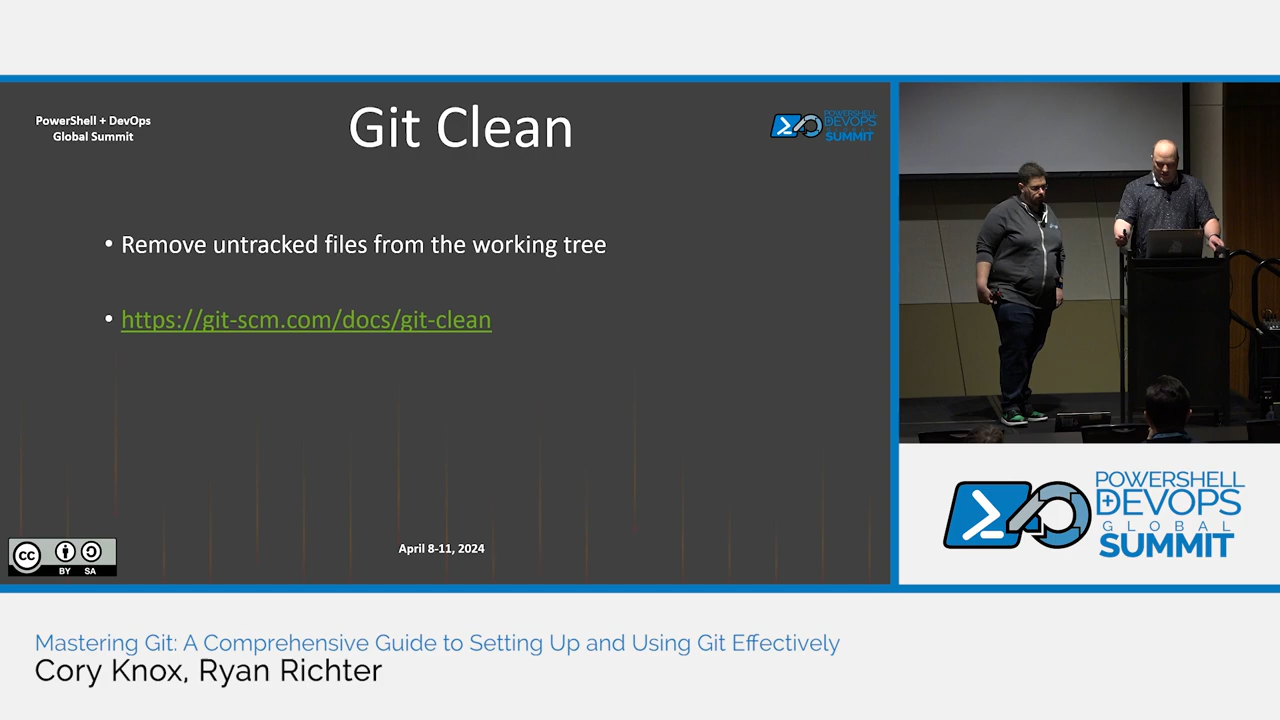 PowerShell + DevOps
Global Summit
Git Clean
POWERSHELL
DEVOPS
GLOBAL
SUMMIT
• Remove untracked files from the working tree
• https://git-scm.com/docs/git-clean
April 8-11, 2024
cc
BY SA
POWERSHELL
DEVOPS
GLOBAL
SUMMIT
Mastering Git: A Comprehensive Guide to Setting Up and Using Git Effectively
Cory Knox, Ryan Richter